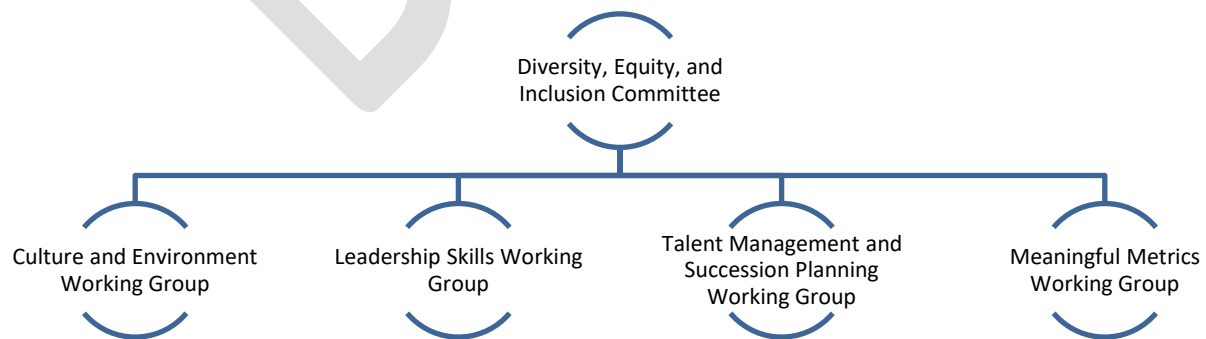 Diversity, Equity, and
Inclusion Committee
Culture and Environment
Working Group
Leadership Skills Working
Group
Talent Management and
Succession Planning
Working Group
Meaningful Metrics
Working Group